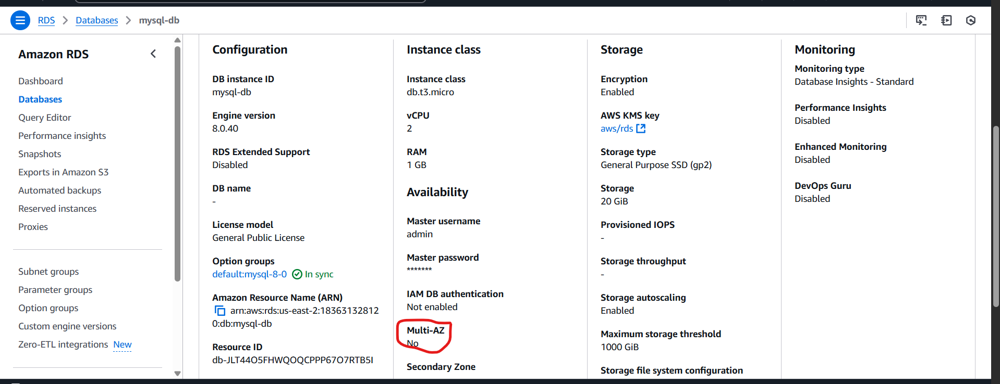 RDS > Databases > mysql-db
Amazon RDS
Dashboard
Databases
Query Editor
Performance insights
Snapshots
Exports in Amazon S3
Automated backups
Reserved instances
Proxies
Subnet groups
Parameter groups
Option groups
Custom engine versions
Zero-ETL integrations New
Configuration
DB instance ID
mysql-db
Engine version
8.0.40
RDS Extended Support
Disabled
DB name
-
License model
General Public License
Option groups
default:mysql-8-0 In sync
Amazon Resource Name (ARN)
arn:aws:rds:us-east-2:18363132812
0:db:mysql-db
Resource ID
db-JLT44O5FHWQOQCPPP67O7RTB5I
Instance class
Instance class
db.t3.micro
vCPU
2
RAM
1 GB
Availability
Master username
admin
Master password
*******
IAM DB authentication
Not enabled
Multi-AZ
No
Secondary Zone
Storage
Encryption
Enabled
AWS KMS key
aws/rds
Storage type
General Purpose SSD (gp2)
Storage
20 GiB
Provisioned IOPS
-
Storage throughput
-
Storage autoscaling
Enabled
Maximum storage threshold
1000 GiB
Storage file system configuration
Monitoring
Monitoring type
Database Insights - Standard
Performance Insights
Disabled
Enhanced Monitoring
Disabled
DevOps Guru
Disabled